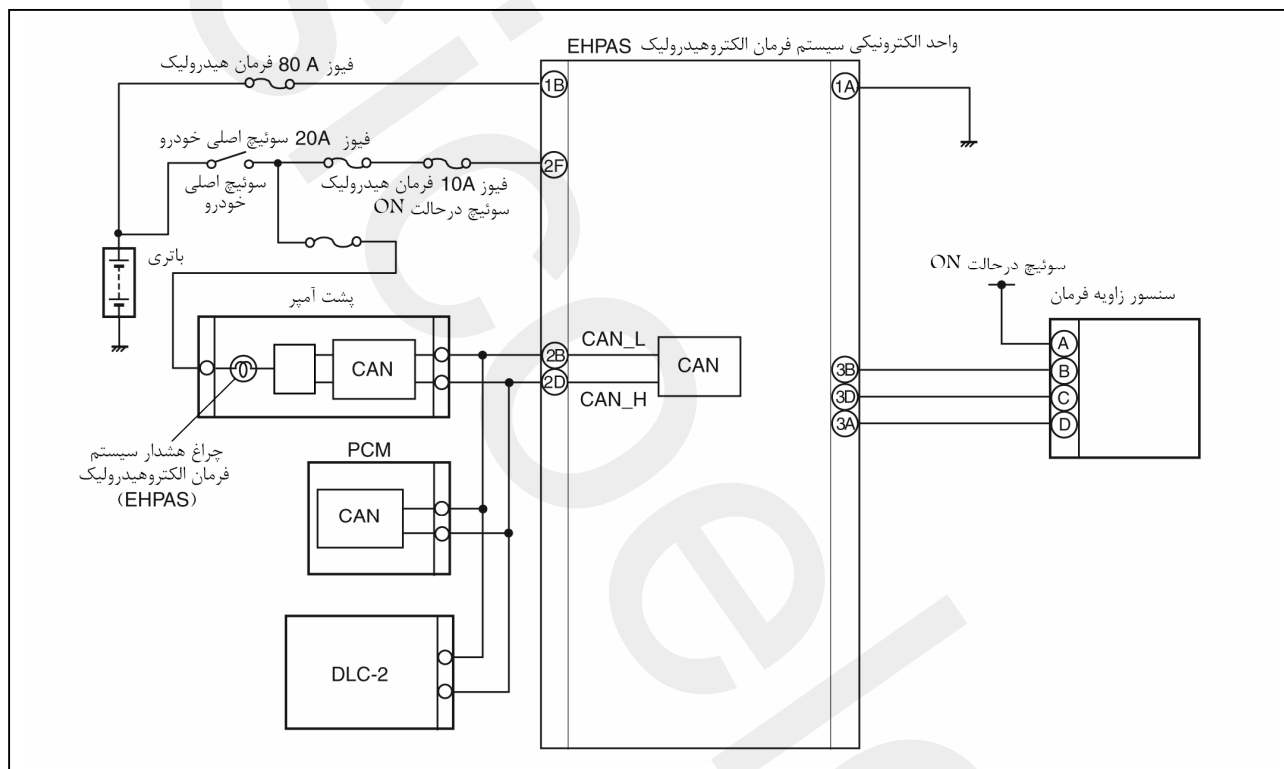 واحد الکترونیکی سیستم فرمان الکتروهیدرولیک EHPAS
فیوز 80 A فرمان هیدرولیک
1B
1A
فیوز 20A سوئیچ اصلی خودرو
سوئیچ اصلی
خودرو
2F
فیوز 10A فرمان هیدرولیک
سوئیچ درحالت ON
باتری
سوئیچ درحالت ON
سنسور زاویه فرمان
پشت آمپر
CAN
2B
CAN_L
CAN
2D
CAN_H
A
3B
B
3D
C
3A
D
چراغ هشدار سیستم
فرمان الکتروهیدرولیک
(EHPAS)
PCM
CAN
DLC-2